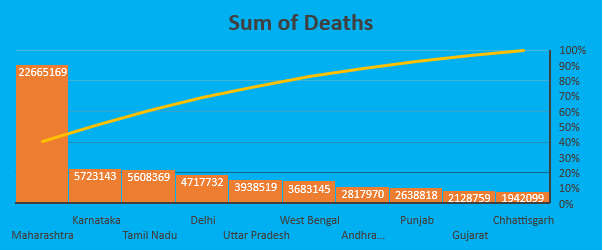 Sum of Deaths
100%
90%
80%
70%
60%
50%
40%
30%
20%
10%
0%
22665169
5723143
5608369
4717732
3938519
3683145
2817970
2638818
2128759
1942099
Maharashtra
Karnataka
Tamil Nadu
Delhi
Uttar Pradesh
West Bengal
Andhra...
Punjab
Gujarat
Chhattisgarh